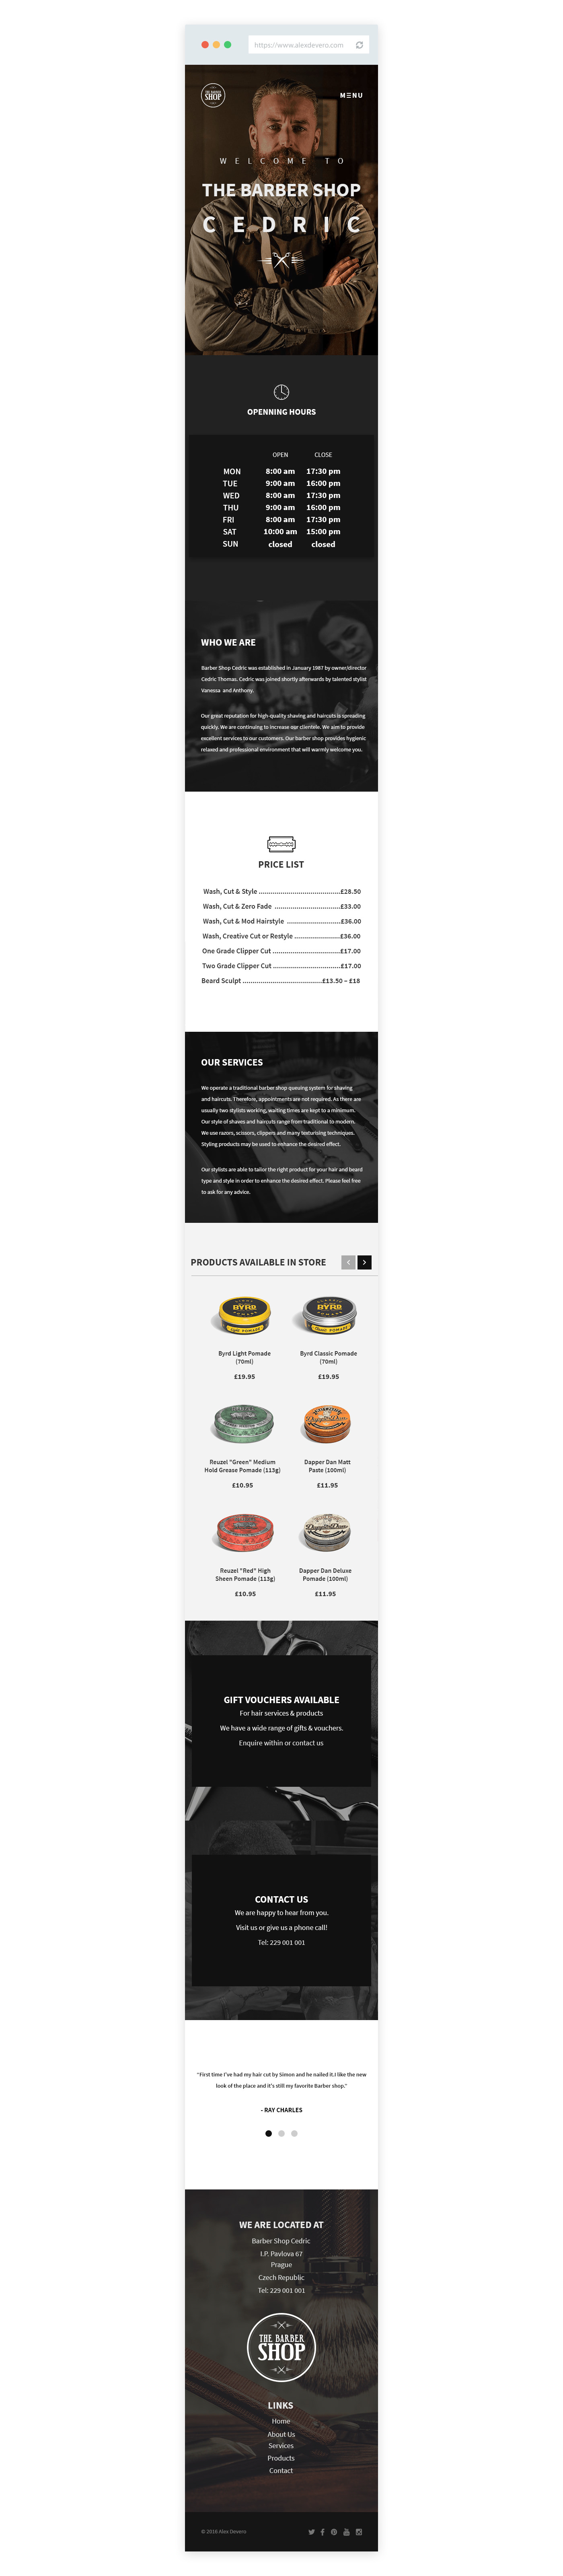 https://www.alexdevero.com
THE BARBER
SHOP
MENU
WELCOME TO
THE BARBER SHOP
CEDRIC
OPENNING HOURS
OPEN CLOSE
MON 8:00 am 17:30 pm
TUE 9:00 am 16:00 pm
WED 8:00 am 17:30 pm
THU 9:00 am 16:00 pm
FRI 8:00 am 17:30 pm
SAT 10:00 am 15:00 pm
SUN closed closed
WHO WE ARE
Barber Shop Cedric was established in January 1987 by owner/director
Cedric Thomas. Cedric was joined shortly afterwards by talented stylist
Vanessa and Anthony.
Our great reputation for high-quality shaving and haircuts is spreading
quickly. We are continuing to increase our clientele. We aim to provide
excellent services to our customers. Our barber shop provides hygienic
relaxed and professional environment that will warmly welcome you.
PRICE LIST
Wash, Cut & Style ........................................£28.50
Wash, Cut & Zero Fade ................................£33.00
Wash, Cut & Mod Hairstyle ..........................£36.00
Wash, Creative Cut or Restyle ......................£36.00
One Grade Clipper Cut .................................£17.00
Two Grade Clipper Cut .................................£17.00
Beard Sculpt .......................................£13.50 – £18
OUR SERVICES
We operate a traditional barber shop queuing system for shaving
and haircuts. Therefore, appointments are not required. As there are
usually two stylists working, waiting times are kept to a minimum.
Our style of shaves and haircuts range from traditional to modern.
We use razors, scissors, clippers and many texturising techniques.
Styling products may be used to enhance the desired effect.
Our stylists are able to tailor the right product for your hair and beard
type and style in order to enhance the desired effect. Please feel free
to ask for any advice.
PRODUCTS AVAILABLE IN STORE
BYRD
BYRD
Byrd Light Pomade
(70ml)
Byrd Classic Pomade
(70ml)
£19.95
£19.95
Reuzel "Green" Medium
Hold Grease Pomade (113g)
Dapper Dan Matt
Paste (100ml)
£10.95
£11.95
Reuzel "Red" High
Sheen Pomade (113g)
Dapper Dan Deluxe
Pomade (100ml)
£10.95
£11.95
GIFT VOUCHERS AVAILABLE
For hair services & products
We have a wide range of gifts & vouchers.
Enquire within or contact us
CONTACT US
We are happy to hear from you.
Visit us or give us a phone call!
Tel: 229 001 001
"First time I've had my hair cut by Simon and he nailed it.I like the new
look of the place and it's still my favorite Barber shop."
- RAY CHARLES
WE ARE LOCATED AT
Barber Shop Cedric
I.P. Pavlova 67
Prague
Czech Republic
Tel: 229 001 001
THE BARBER
SHOP
LINKS
Home
About Us
Services
Products
Contact
© 2016 Alex Devero